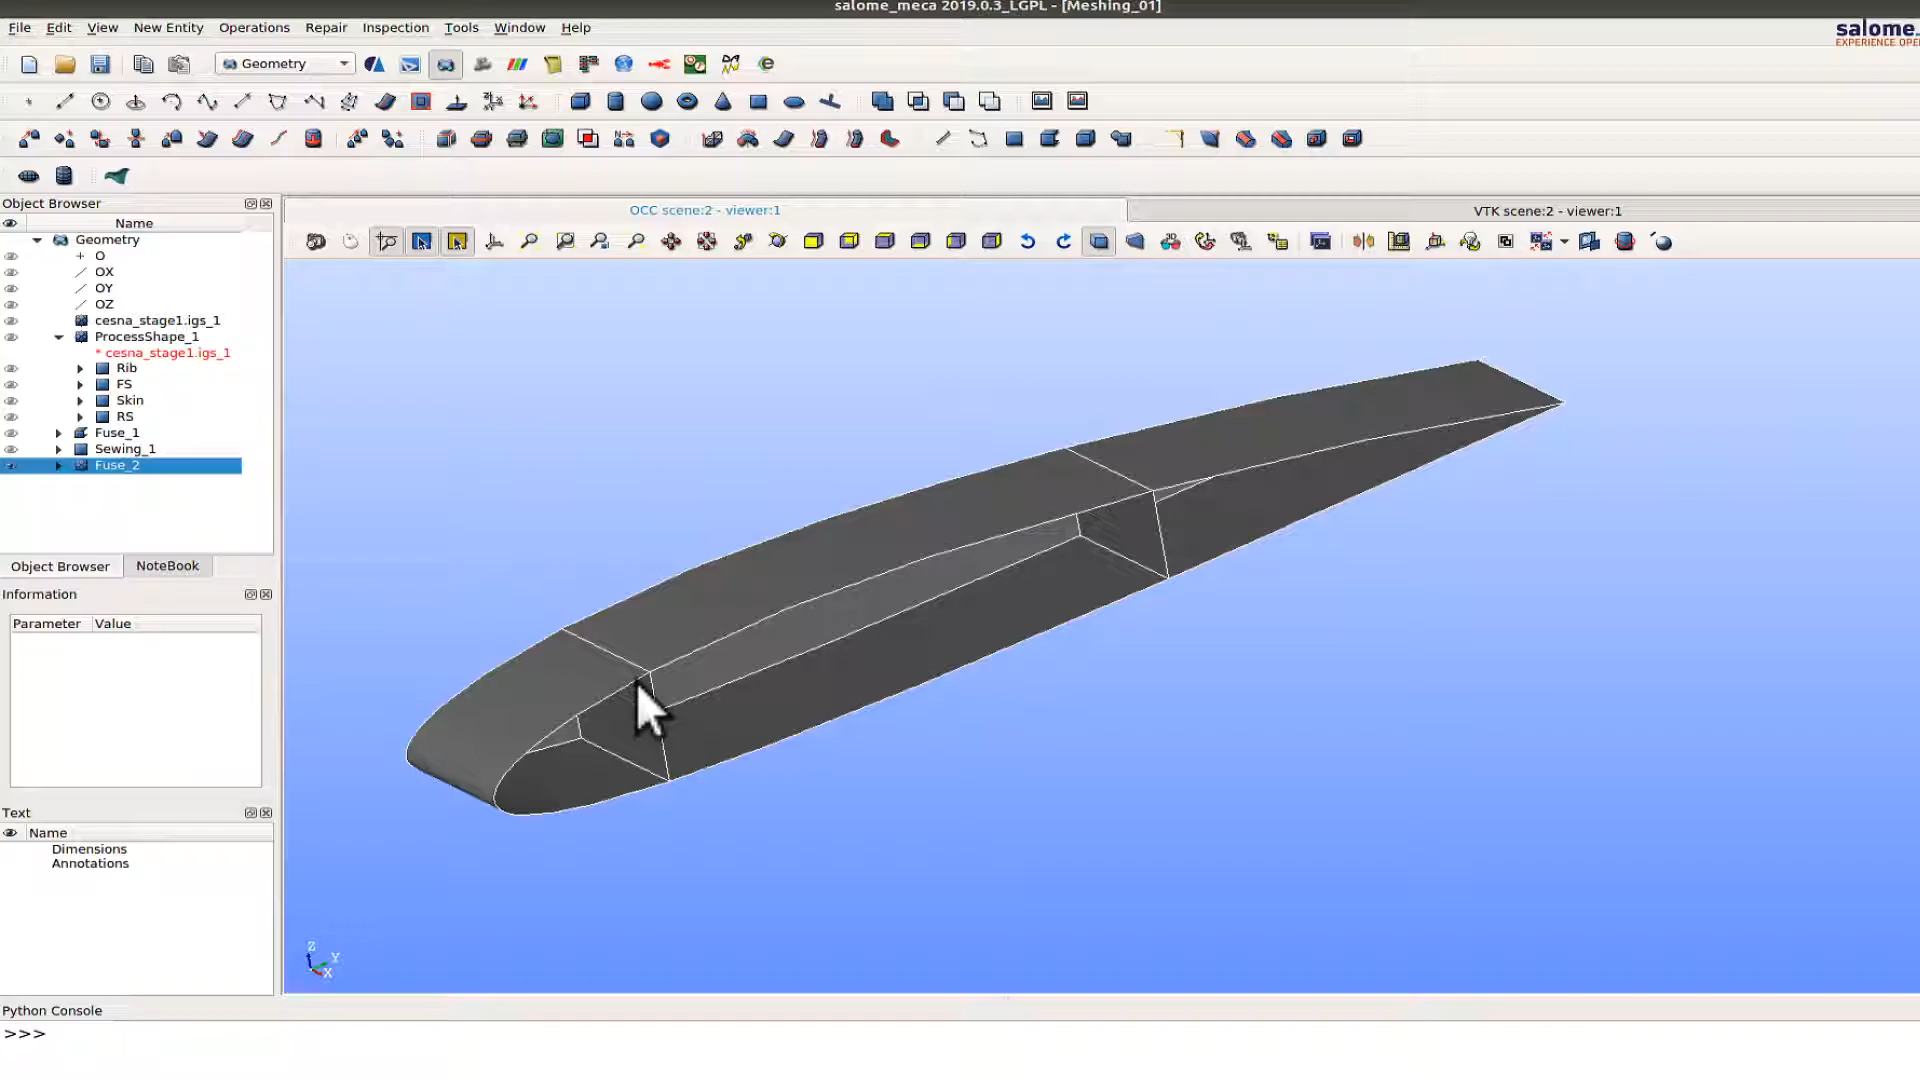 salome_meca 2019.0.3_LGPL - [Meshing_01]
File Edit View New Entity Operations Repair Inspection Tools Window Help
salome.
EXPERIENCE OPE
Geometry
Object Browser
OCC scene:2 - viewer:1
VTK scene:2 - viewer:1
Name
Geometry
O
OX
OY
OZ
cesna_stage1.igs_1
ProcessShape_1
* cesna_stage1.igs_1
Rib
FS
Skin
RS
Fuse_1
Sewing_1
Fuse_2
Object Browser NoteBook
Information
Parameter Value
Text
Name
Dimensions
Annotations
Z
Y
X
Python Console
>>>